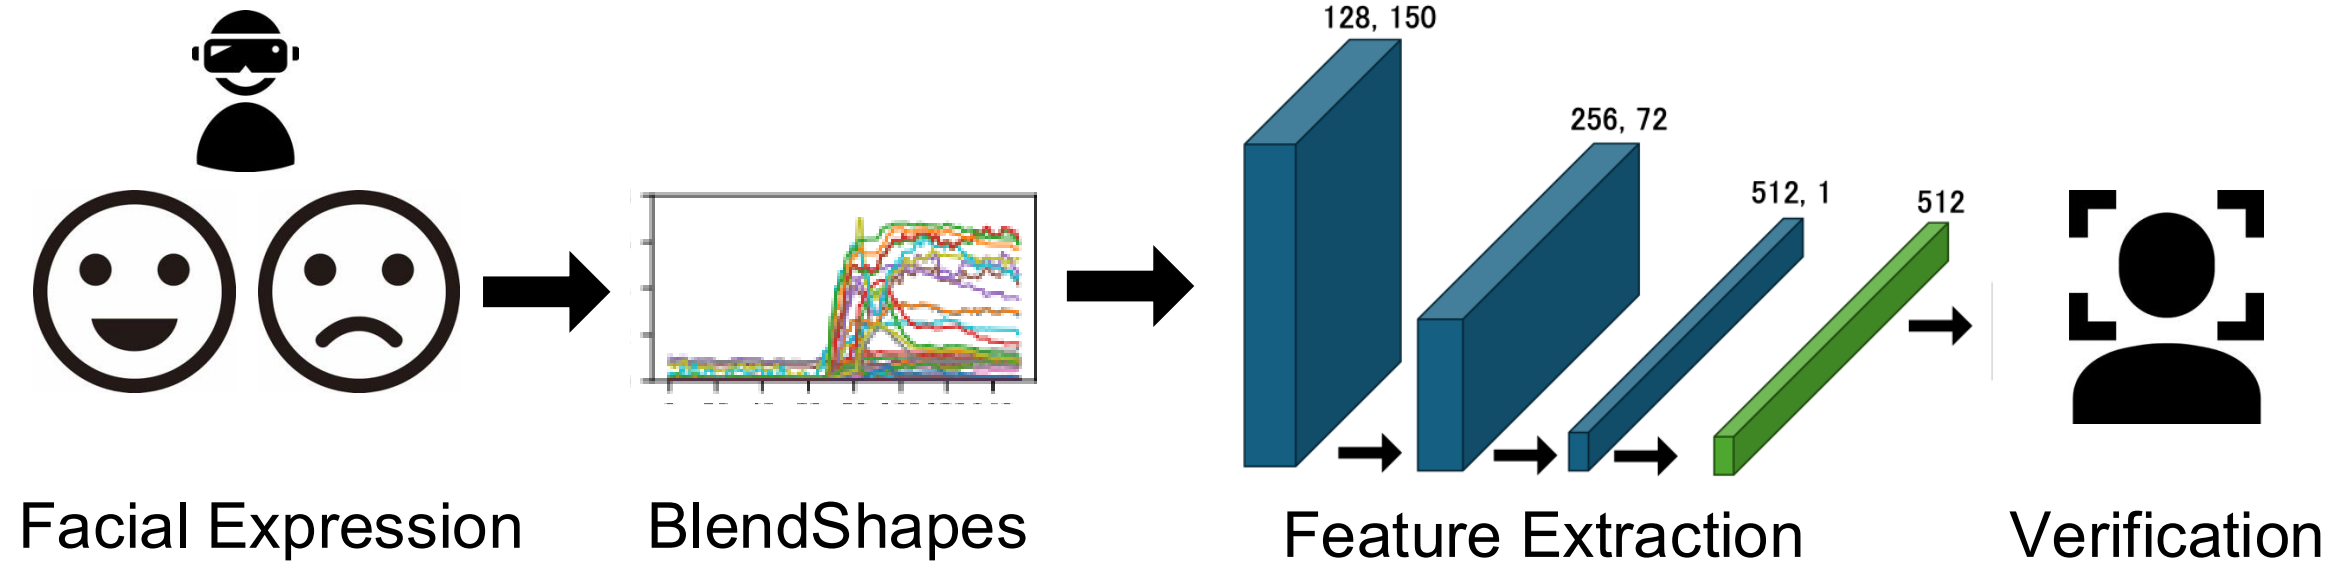 128, 150
256, 72
512, 1
512
Facial Expression
BlendShapes
Feature Extraction
Verification